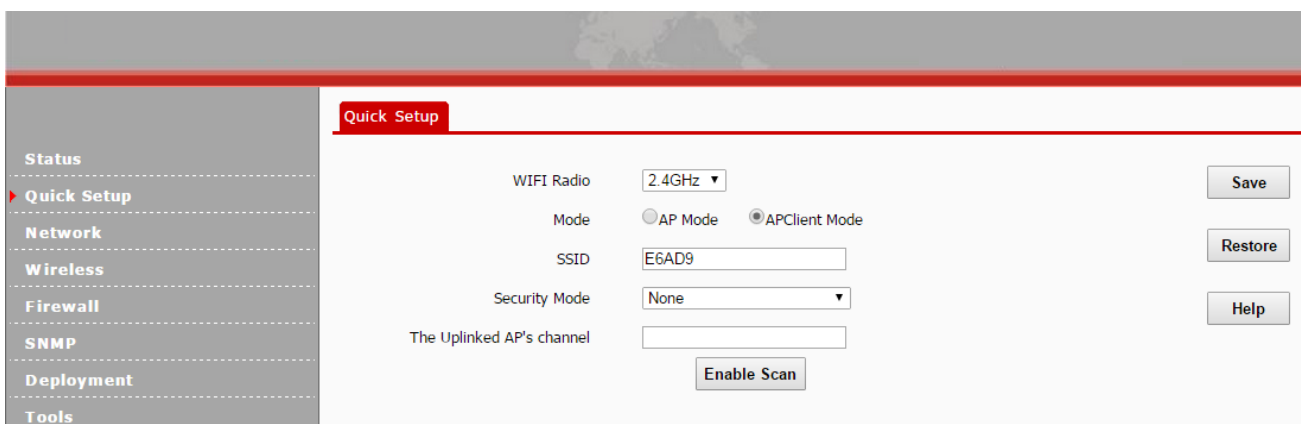 Quick Setup
Status
Quick Setup
Network
Wireless
Firewall
SNMP
Deployment
Tools
WIFI Radio 2.4GHz
Mode AP Mode APClient Mode
SSID E6AD9
Security Mode None
The Uplinked AP's channel
Enable Scan
Save
Restore
Help